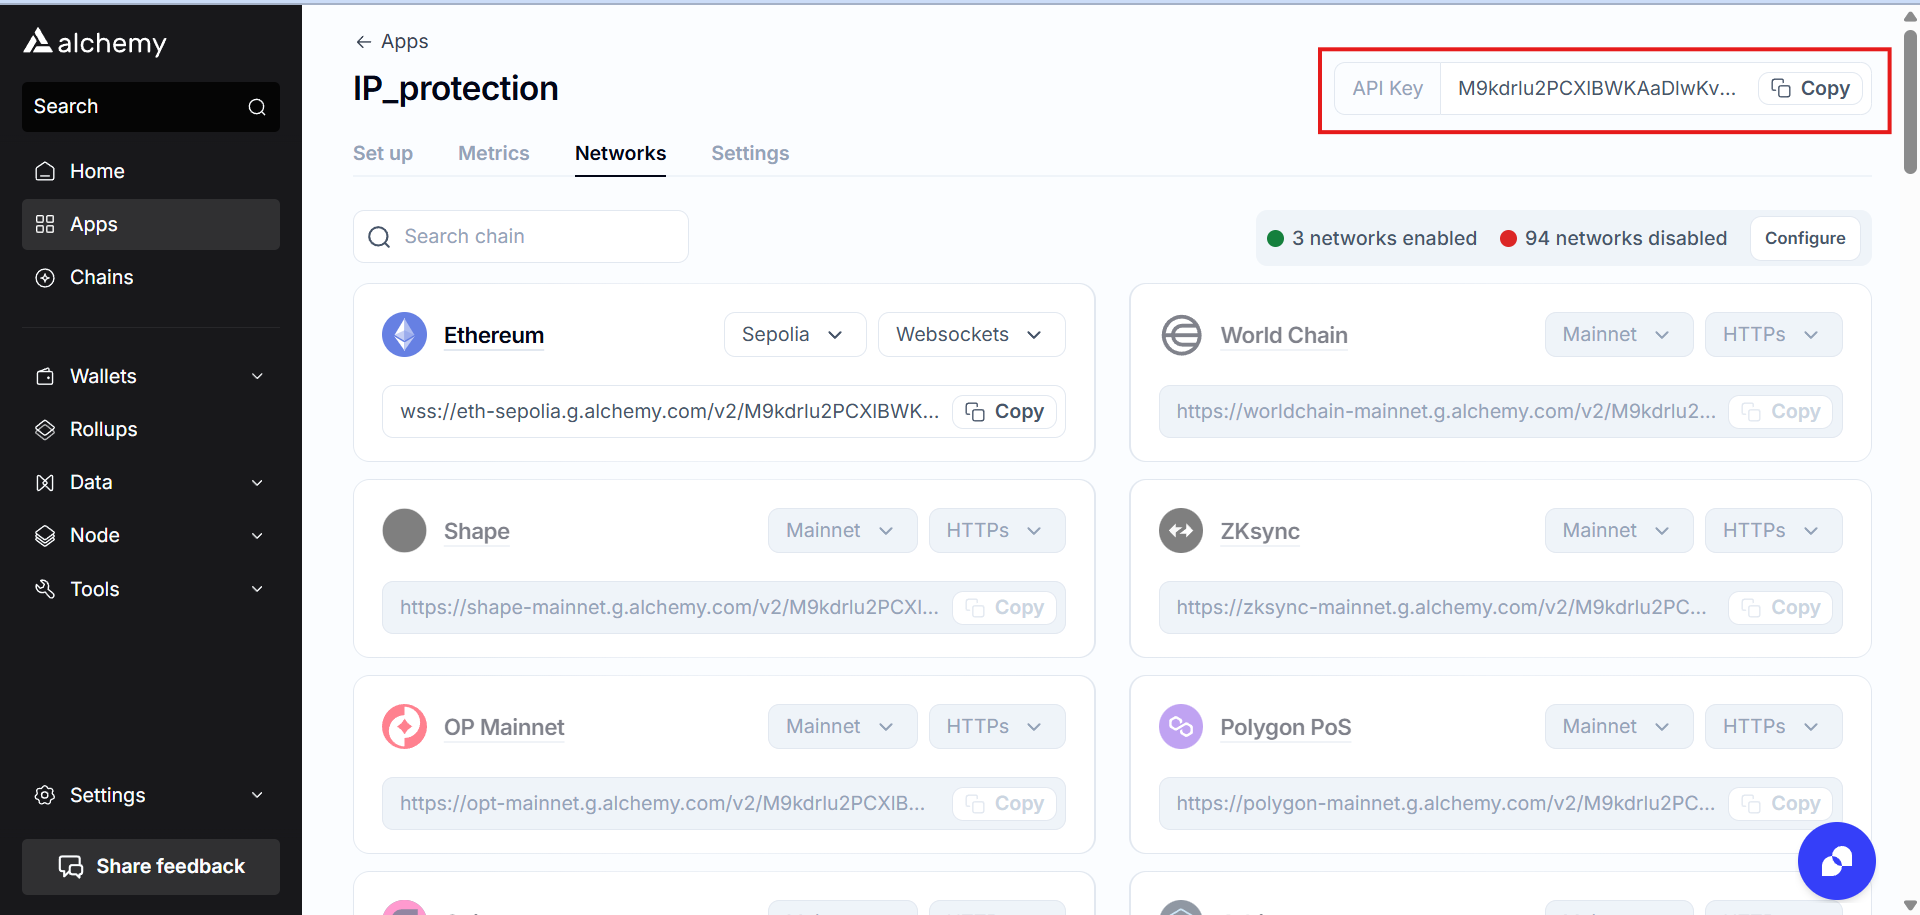 alchemy
Search
Home
Apps
Chains
Wallets
Rollups
Data
Node
Tools
Settings
Share feedback
← Apps
IP_protection
API Key M9kdrlu2PCXIBWKAaDlwKv... Copy
Set up Metrics Networks Settings
Search chain
3 networks enabled 94 networks disabled Configure
Ethereum Sepolia Websockets
wss://eth-sepolia.g.alchemy.com/v2/M9kdrlu2PCXIBWK... Copy
World Chain Mainnet HTTPs
https://worldchain-mainnet.g.alchemy.com/v2/M9kdrlu2... Copy
Shape Mainnet HTTPs
https://shape-mainnet.g.alchemy.com/v2/M9kdrlu2PCXI... Copy
ZKsync Mainnet HTTPs
https://zksync-mainnet.g.alchemy.com/v2/M9kdrlu2PC... Copy
OP Mainnet Mainnet HTTPs
https://opt-mainnet.g.alchemy.com/v2/M9kdrlu2PCXIB... Copy
Polygon PoS Mainnet HTTPs
https://polygon-mainnet.g.alchemy.com/v2/M9kdrlu2PC... Copy